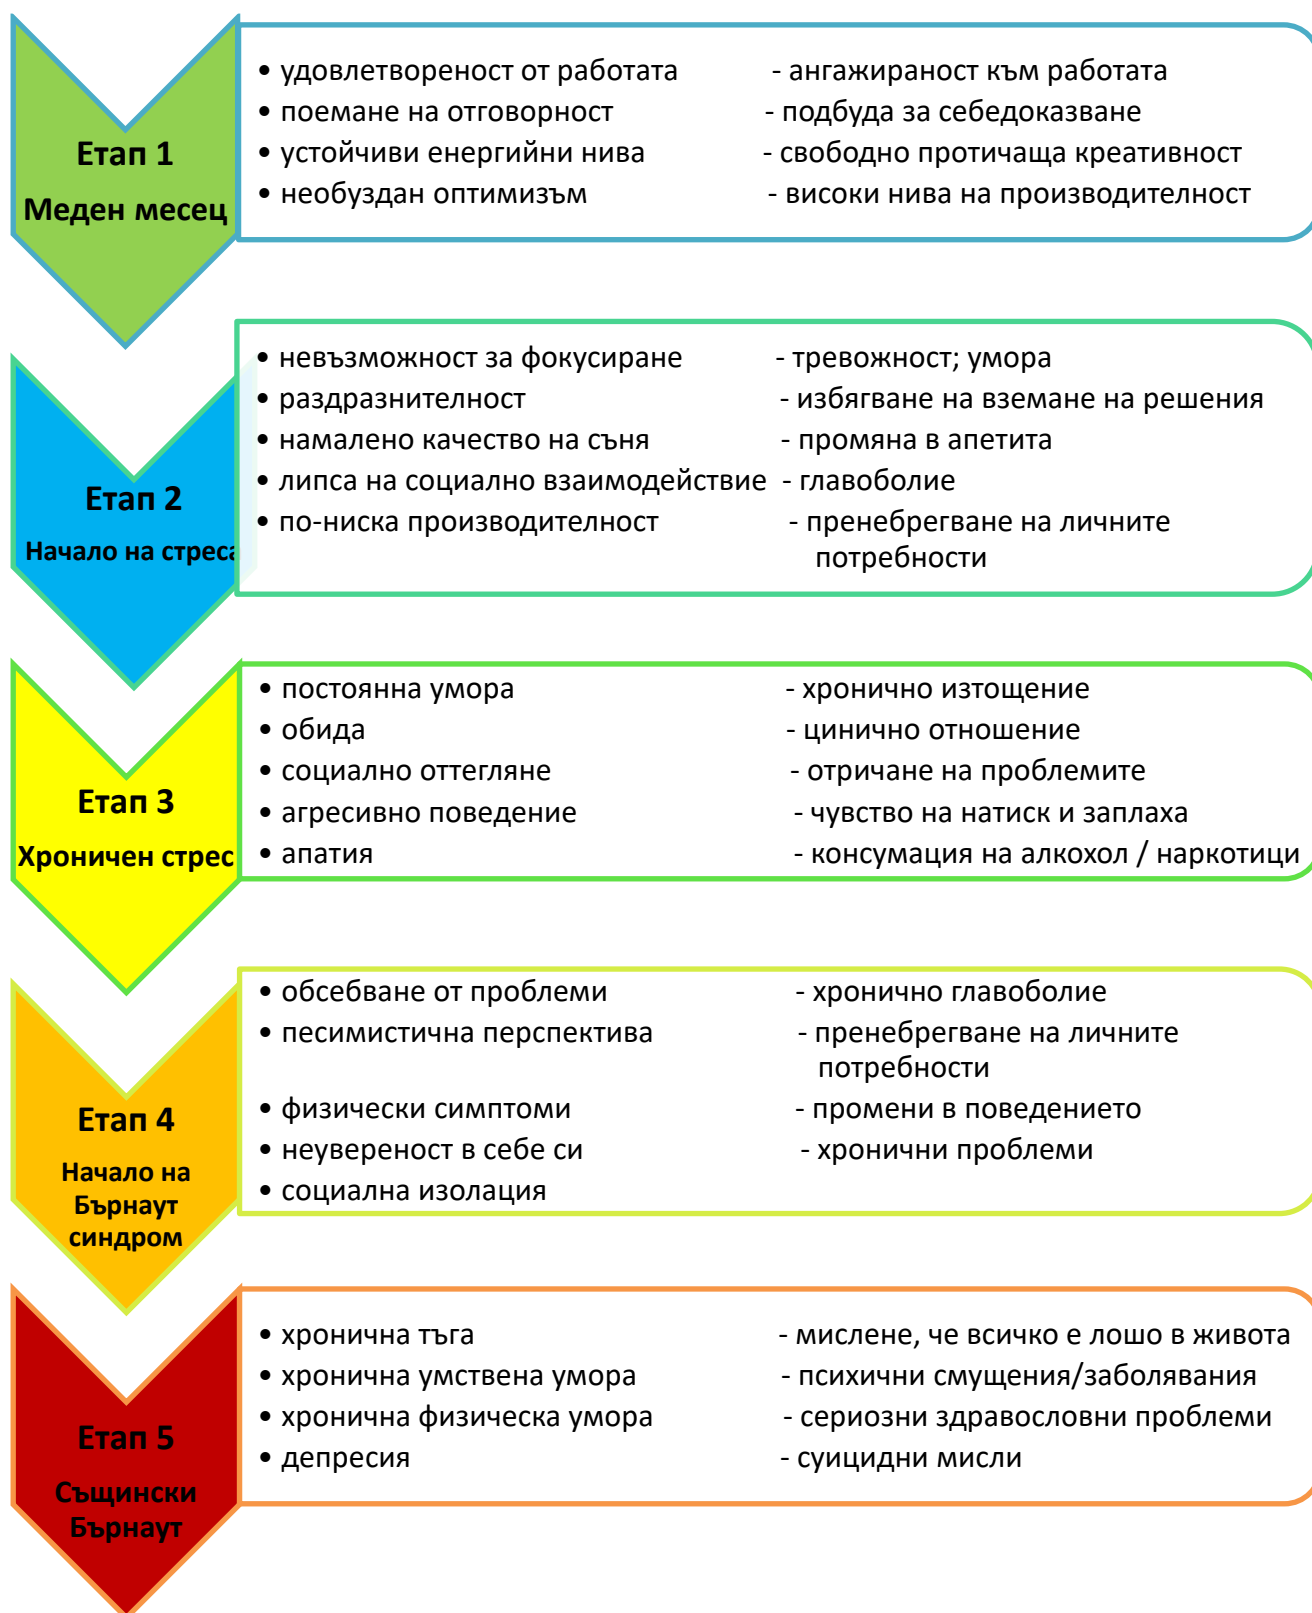 Етап 1
Меден месец
• удовлетвореност от работата - ангажираност към работата
• поемане на отговорност - подбуда за себедоказване
• устойчиви енергийни нива - свободно протичаща креативност
• необуздан оптимизъм - високи нива на производителност
Етап 2
Начало на стреса
• невъзможност за фокусиране - тревожност; умора
• раздразнителност - избягване на вземане на решения
• намалено качество на съня - промяна в апетита
• липса на социално взаимодействие - главоболие
• по-ниска производителност - пренебрегване на личните
потребности
Етап 3
Хроничен стрес
• постоянна умора - хронично изтощение
• обида - цинично отношение
• социално оттегляне - отричане на проблемите
• агресивно поведение - чувство на натиск и заплаха
• апатия - консумация на алкохол / наркотици
Етап 4
Начало на
Бърнаут
синдром
• обсебване от проблеми - хронично главоболие
• песимистична перспектива - пренебрегване на личните
потребности
• физически симптоми - промени в поведението
• неувереност в себе си - хронични проблеми
• социална изолация
Етап 5
Същински
Бърнаут
• хронична тъга - мислене, че всичко е лошо в живота
• хронична умствена умора - психични смущения/заболявания
• хронична физическа умора - сериозни здравословни проблеми
• депресия - суицидни мисли